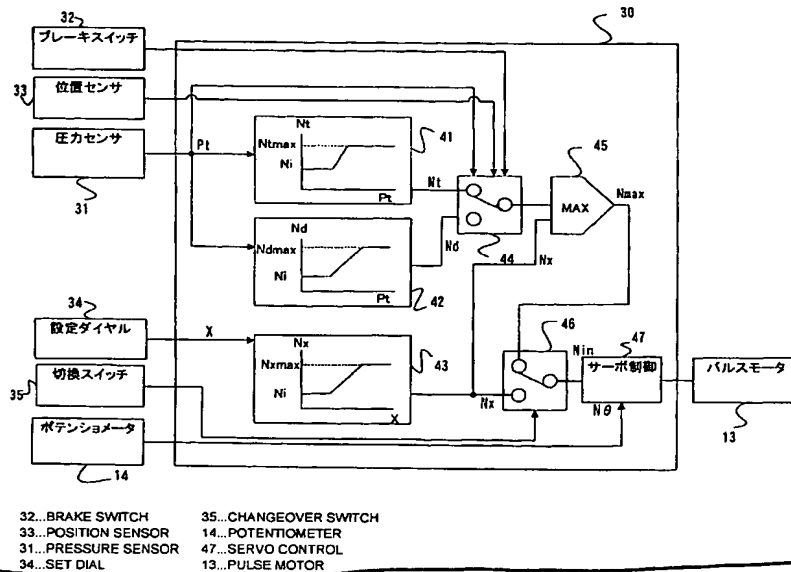 32
ブレーキスイッチ
30
33
位置センサ
圧力センサ
31
Pt
Nt
Ntmax
Ni
Pt
41
Nt
Nd
Ndmax
Ni
Pt
42
Nd
44
45
MAX
Nmax
Nx
34
設定ダイヤル
X
切換スイッチ
35
ポテンショメータ
14
Nx
Nxmax
Ni
X
43
Nx
46
Nin
47
サーボ制御
Nθ
パルスモータ
13
32...BRAKE SWITCH
33...POSITION SENSOR
31...PRESSURE SENSOR
34...SET DIAL
35...CHANGEOVER SWITCH
14...POTENTIOMETER
47...SERVO CONTROL
13...PULSE MOTOR